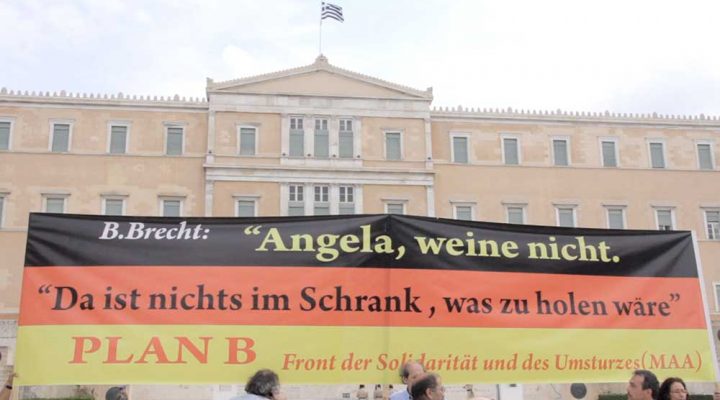 B.Brecht: “Angela, weine nicht.
“Da ist nichts im Schrank , was zu holen wäre”
PLAN B Front der Solidarität und des Umsturzes(MAA)